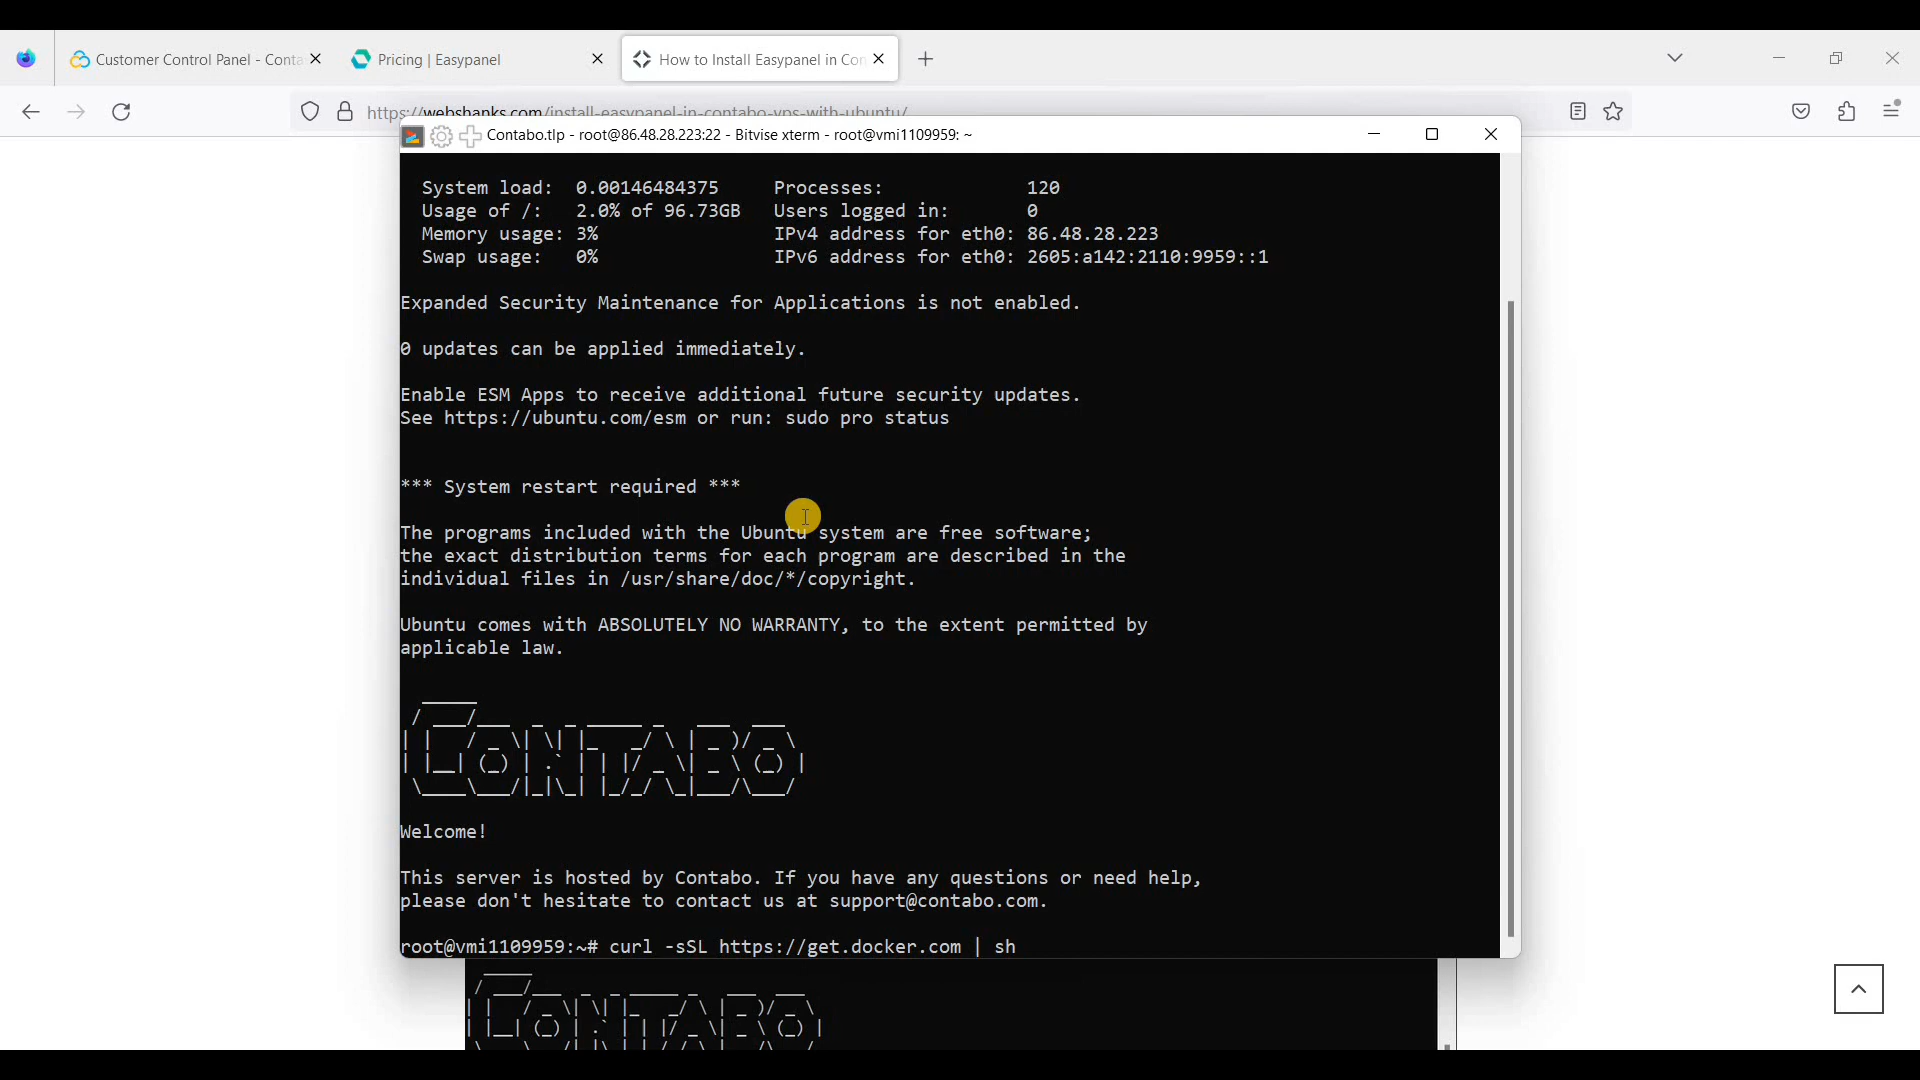 Customer Control Panel - Conta
Pricing | Easypanel
How to Install Easypanel in Con
https://webshanks.com/install-easypanel-in-contabo-vps-with-ubuntu/
Contabo.tlp - root@86.48.28.223:22 - Bitvise xterm - root@vmi1109959: ~
System load: 0.00146484375 Processes: 120
Usage of /: 2.0% of 96.73GB Users logged in: 0
Memory usage: 3% IPv4 address for eth0: 86.48.28.223
Swap usage: 0% IPv6 address for eth0: 2605:a142:2110:9959::1
Expanded Security Maintenance for Applications is not enabled.
0 updates can be applied immediately.
Enable ESM Apps to receive additional future security updates.
See https://ubuntu.com/esm or run: sudo pro status
*** System restart required ***
The programs included with the Ubuntu system are free software;
the exact distribution terms for each program are described in the
individual files in /usr/share/doc/*/copyright.
Ubuntu comes with ABSOLUTELY NO WARRANTY, to the extent permitted by
applicable law.
CONTABO
Welcome!
This server is hosted by Contabo. If you have any questions or need help,
please don't hesitate to contact us at support@contabo.com.
root@vmi1109959:~# curl -sSL https://get.docker.com | sh
CONTABO